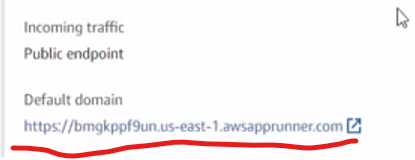 Incoming traffic
Public endpoint
Default domain
https://bmgkppf9un.us-east-1.awsapprunner.com